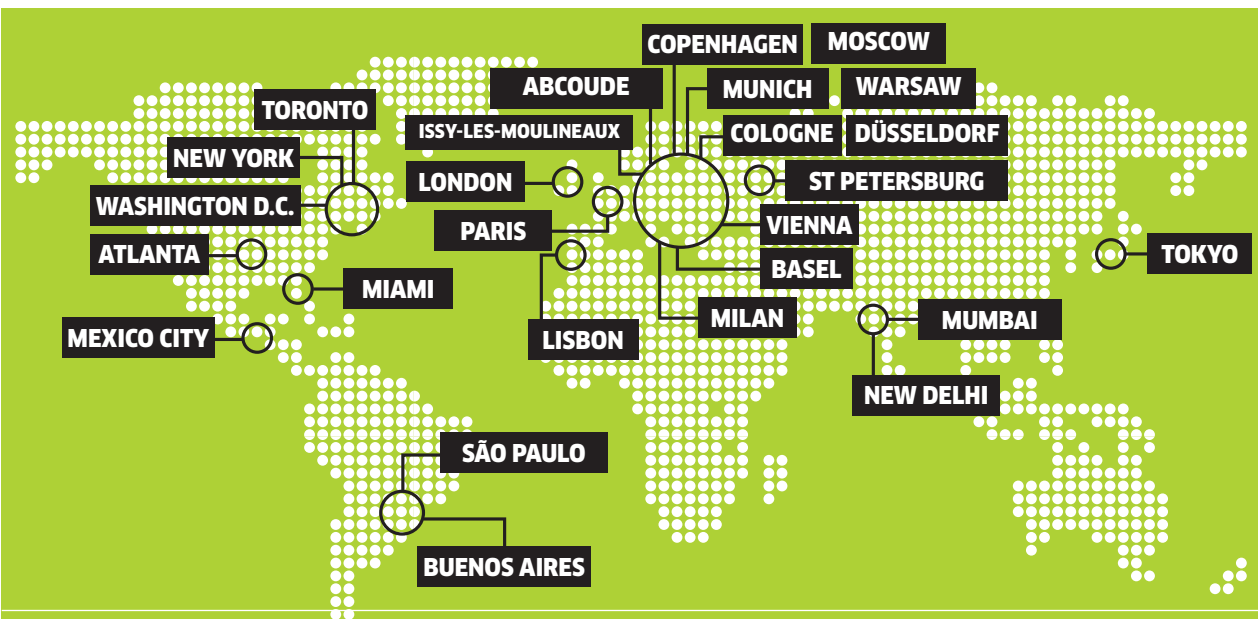 COPENHAGEN
MOSCOW
ABCOUDE
MUNICH
WARSAW
TORONTO
ISSY-LES-MOULINEAUX
COLOGNE
DÜSSELDORF
NEW YORK
LONDON
ST PETERSBURG
WASHINGTON D.C.
PARIS
VIENNA
ATLANTA
BASEL
TOKYO
MIAMI
MILAN
MUMBAI
MEXICO CITY
LISBON
NEW DELHI
SÃO PAULO
BUENOS AIRES